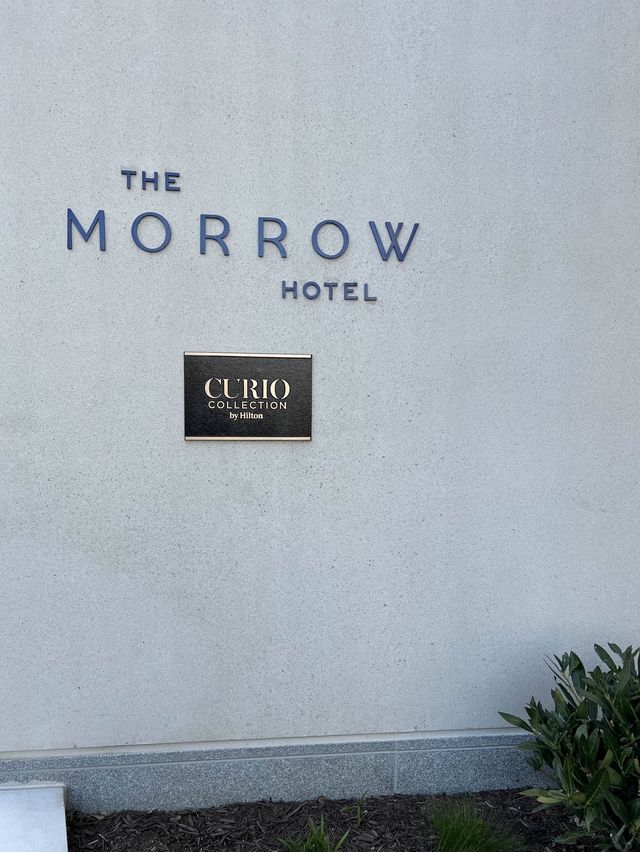 THE
MORROW
HOTEL
CURIO
COLLECTION
by Hilton